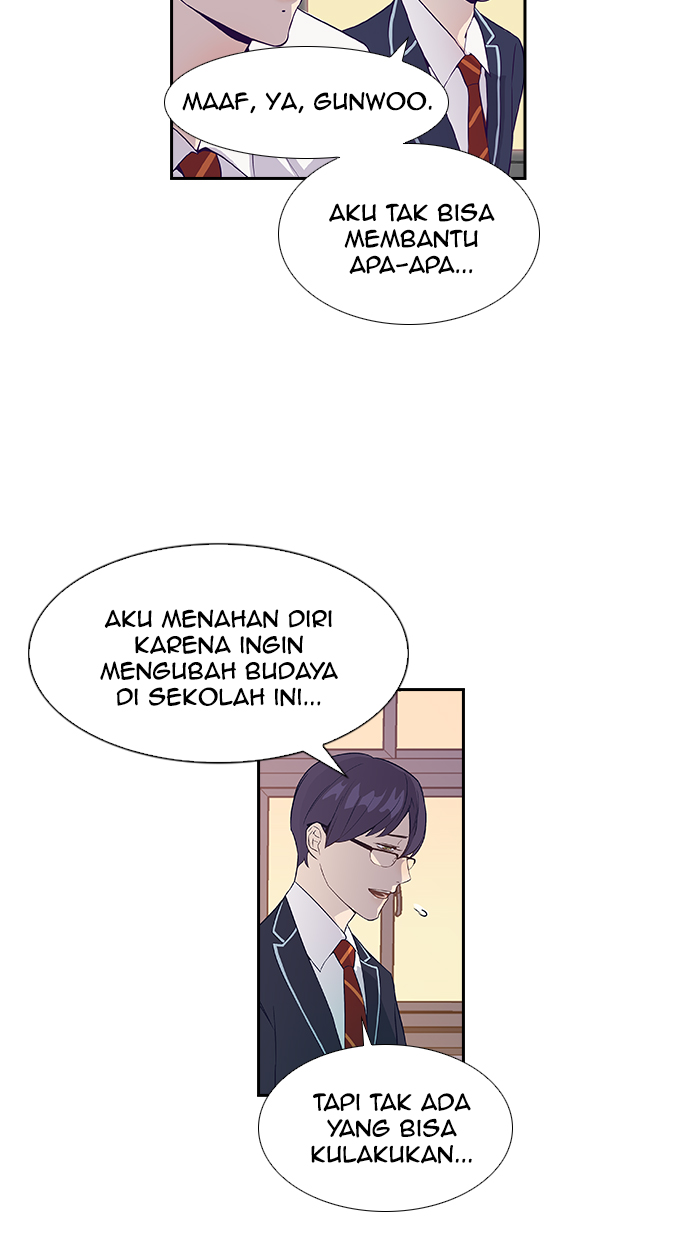 MAAF, YA, GUNWOO.
AKU TAK BISA
MEMBANTU
APA-APA...
AKU MENAHAN DIRI
KARENA INGIN
MENGUBAH BUDAYA
DI SEKOLAH INI...
TAPI TAK ADA
YANG BISA
KULAKUKAN...